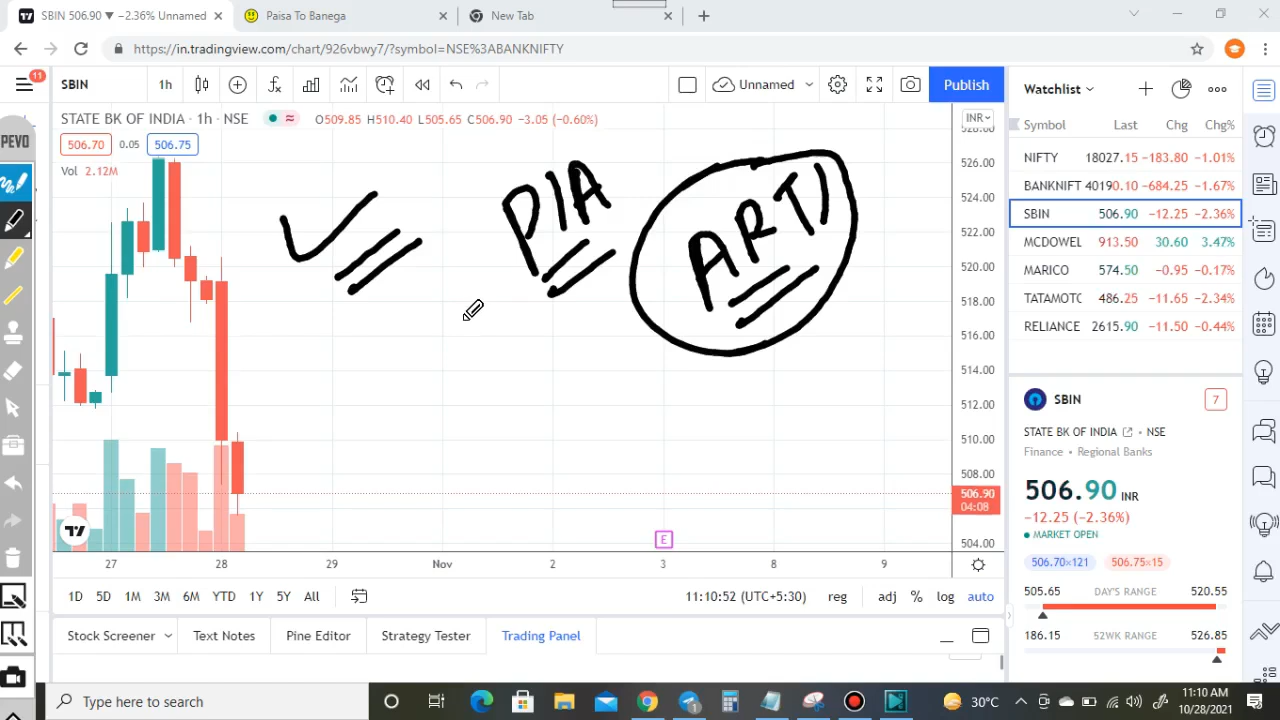 SBIN 506.90 ▼ −2.36% Unnamed
Paisa To Banega
New Tab
https://in.tradingview.com/chart/926vbwy7/?symbol=NSE%3ABANKNIFTY
11
SBIN
1h
Unnamed
Publish
Watchlist
STATE BK OF INDIA · 1h · NSE
O509.85 H510.40 L505.65 C506.90 −3.05 (−0.60%)
INR
506.70 0.05 506.75
Vol 2.12M
PEVO
DIA
ARTI
528.00
526.00
524.00
522.00
520.00
518.00
516.00
514.00
512.00
510.00
508.00
506.90
04:08
504.00
E
27 28 29 Nov 2 3 8 9
1D 5D 1M 3M 6M YTD 1Y 5Y All
11:10:52 (UTC+5:30) reg adj % log auto
Stock Screener Text Notes Pine Editor Strategy Tester Trading Panel
Symbol Last Chg Chg%
NIFTY 18027.15 −183.80 −1.01%
BANKNIFT 40190.10 −684.25 −1.67%
SBIN 506.90 −12.25 −2.36%
MCDOWEL 913.50 30.60 3.47%
MARICO 574.50 −0.95 −0.17%
TATAMOTC 486.25 −11.65 −2.34%
RELIANCE 2615.90 −11.50 −0.44%
SBIN
7
STATE BK OF INDIA • NSE
Finance • Regional Banks
506.90 INR
−12.25 (−2.36%)
MARKET OPEN
506.70×121 506.75×15
505.65 DAY'S RANGE 520.55
186.15 52WK RANGE 526.85
Type here to search
1
30°C
11:10 AM
10/28/2021